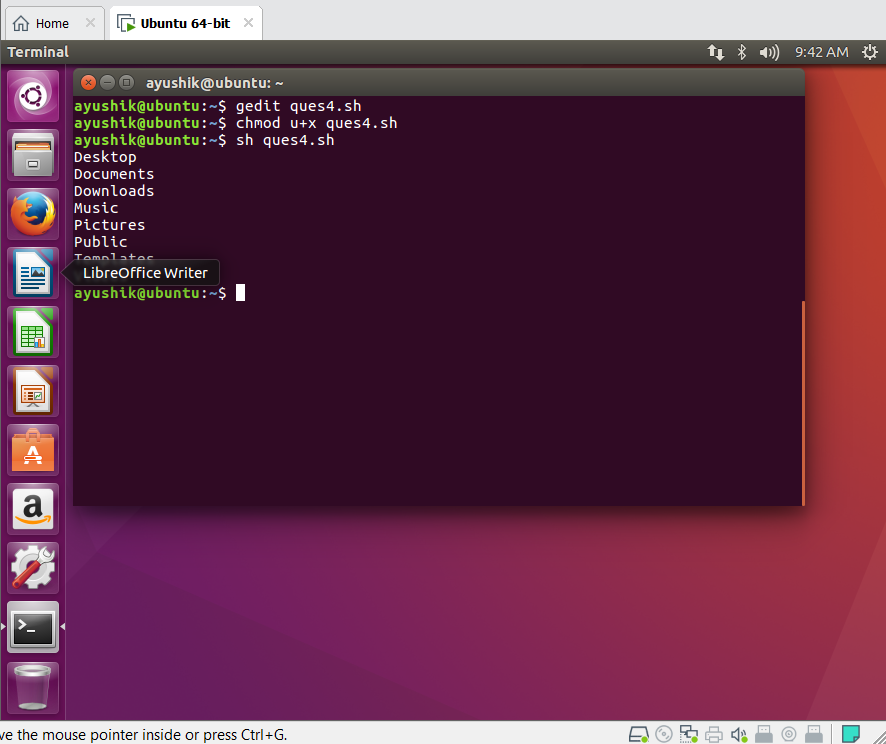 Home
Ubuntu 64-bit
Terminal
9:42 AM
ayushik@ubuntu: ~
ayushik@ubuntu:~$ gedit ques4.sh
ayushik@ubuntu:~$ chmod u+x ques4.sh
ayushik@ubuntu:~$ sh ques4.sh
Desktop
Documents
Downloads
Music
Pictures
Public
Templates
LibreOffice Writer
ayushik@ubuntu:~$
ve the mouse pointer inside or press Ctrl+G.